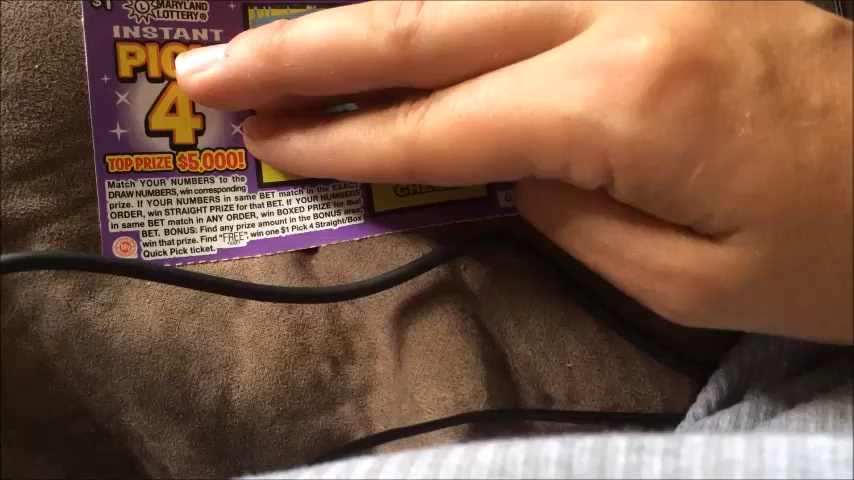 $1
MARYLAND
LOTTERY®
INSTANT
PIC
4
TOP PRIZE $5,000!
Match YOUR NUMBERS to the
DRAW NUMBERS, win corresponding
prize. If YOUR NUMBERS in same BET match in the EXACT
ORDER, win STRAIGHT PRIZE for that BET. If YOUR NUMBERS
in same BET match in ANY ORDER, win BOXED PRIZE for that
BET. BONUS: Find any prize amount in the BONUS area,
win that prize. Find "FREE", win one $1 Pick 4 Straight/Box
TICKET
Quick Pick ticket.